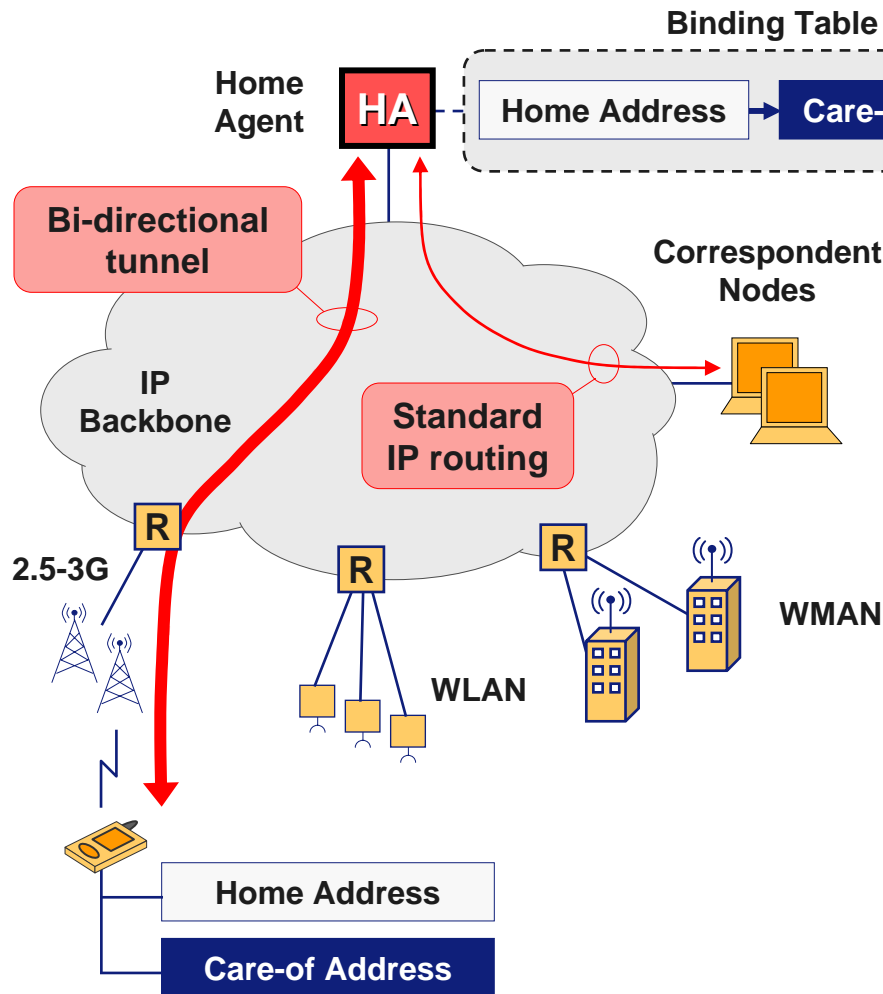 Binding Table
Home
Agent
HA
Home Address
Care-
Bi-directional
tunnel
Correspondent
Nodes
IP
Backbone
Standard
IP routing
R
R
R
2.5-3G
WMAN
WLAN
Home Address
Care-of Address